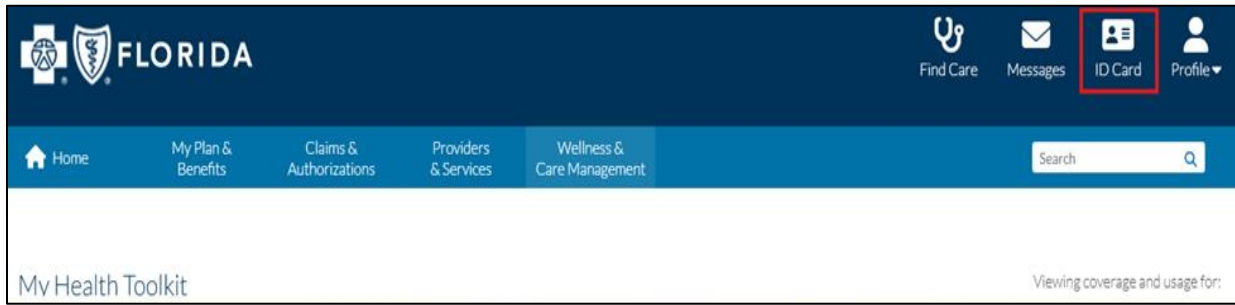 FLORIDA
Find Care
Messages
ID Card
Profile
Home
My Plan &
Benefits
Claims &
Authorizations
Providers
& Services
Wellness &
Care Management
Search
My Health Toolkit
Viewing coverage and usage for: